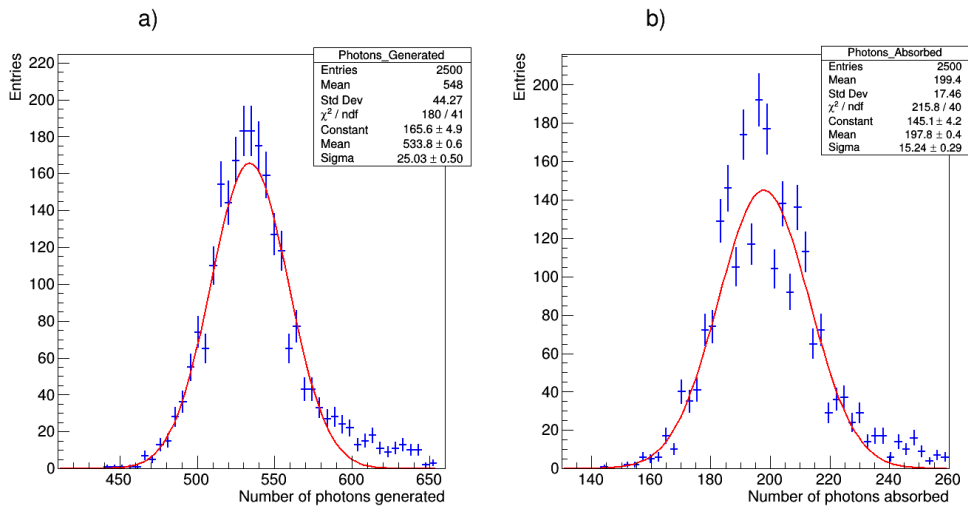 a)
Entries
220
200
180
160
140
120
100
80
60
40
20
0
450 500 550 600 650
Number of photons generated
Photons_Generated
Entries 2500
Mean 548
Std Dev 44.27
χ² / ndf 180 / 41
Constant 165.6 ± 4.9
Mean 533.8 ± 0.6
Sigma 25.03 ± 0.50
b)
Entries
200
180
160
140
120
100
80
60
40
20
0
140 160 180 200 220 240 260
Number of photons absorbed
Photons_Absorbed
Entries 2500
Mean 199.4
Std Dev 17.46
χ² / ndf 215.8 / 40
Constant 145.1 ± 4.2
Mean 197.8 ± 0.4
Sigma 15.24 ± 0.29